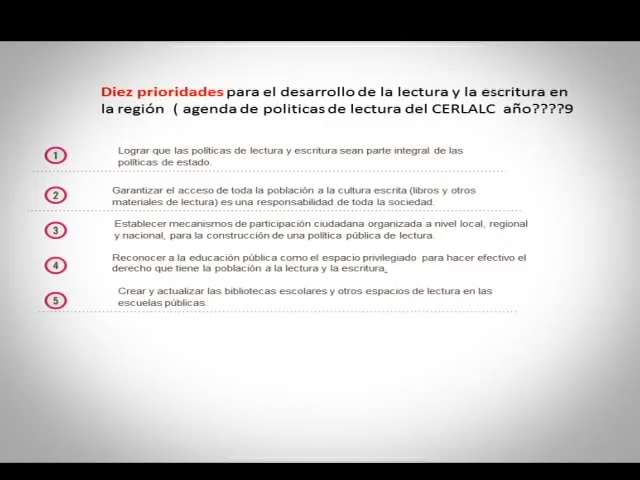 Diez prioridades para el desarrollo de la lectura y la escritura en
la región ( agenda de politicas de lectura del CERLALC año????9
1 Lograr que las políticas de lectura y escritura sean parte integral de las
políticas de estado.
2 Garantizar el acceso de toda la población a la cultura escrita (libros y otros
materiales de lectura) es una responsabilidad de toda la sociedad.
3 Establecer mecanismos de participación ciudadana organizada a nivel local, regional
y nacional, para la construcción de una política pública de lectura.
4 Reconocer a la educación pública como el espacio privilegiado para hacer efectivo el
derecho que tiene la población a la lectura y la escritura.
5 Crear y actualizar las bibliotecas escolares y otros espacios de lectura en las
escuelas públicas.